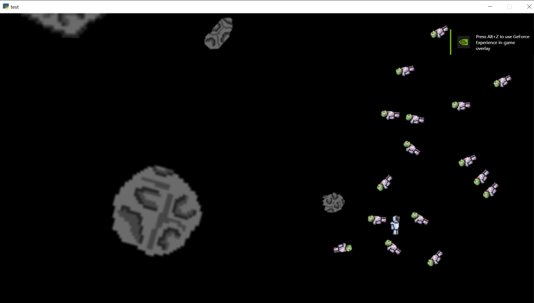 test
Press Alt+Z to use GeForce
Experience in-game
overlay